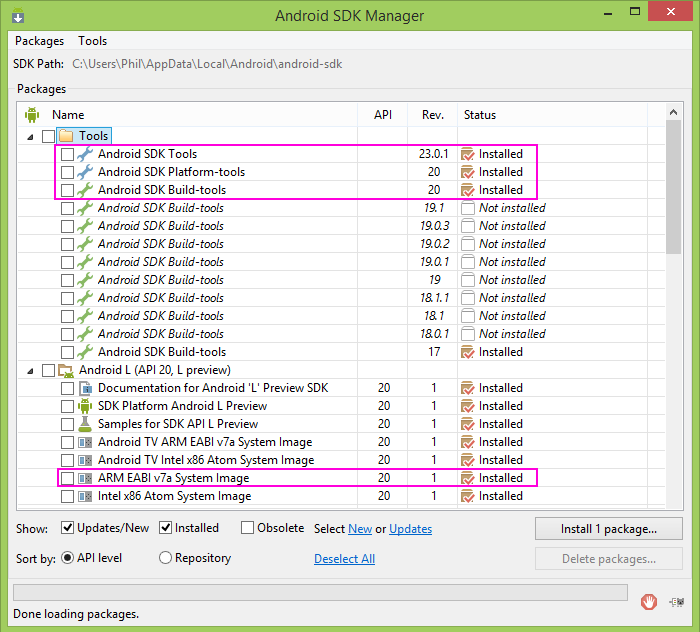 Android SDK Manager
Packages Tools
SDK Path: C:\Users\Phil\AppData\Local\Android\android-sdk
Packages
Name API Rev. Status
Tools
Android SDK Tools 23.0.1 Installed
Android SDK Platform-tools 20 Installed
Android SDK Build-tools 20 Installed
Android SDK Build-tools 19.1 Not installed
Android SDK Build-tools 19.0.3 Not installed
Android SDK Build-tools 19.0.2 Not installed
Android SDK Build-tools 19.0.1 Not installed
Android SDK Build-tools 19 Not installed
Android SDK Build-tools 18.1.1 Not installed
Android SDK Build-tools 18.1 Not installed
Android SDK Build-tools 18.0.1 Not installed
Android SDK Build-tools 17 Installed
Android L (API 20, L preview)
Documentation for Android 'L' Preview SDK 20 1 Installed
SDK Platform Android L Preview 20 1 Installed
Samples for SDK API L Preview 20 1 Installed
Android TV ARM EABI v7a System Image 20 1 Installed
Android TV Intel x86 Atom System Image 20 1 Installed
ARM EABI v7a System Image 20 1 Installed
Intel x86 Atom System Image 20 1 Installed
Show: Updates/New Installed Obsolete Select New or Updates Install 1 package...
Sort by: API level Repository Deselect All Delete packages...
Done loading packages.